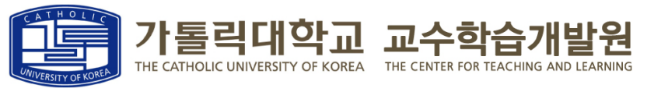 CATHOLIC
UNIVERSITY OF KOREA
가톨릭대학교 교수학습개발원
THE CATHOLIC UNIVERSITY OF KOREA THE CENTER FOR TEACHING AND LEARNING